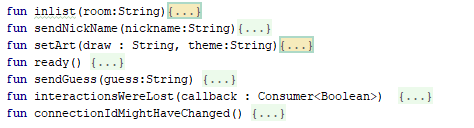 fun inlist(room:String){...}
fun sendNickName(nickname:String){...}
fun setArt(draw : String, theme:String){...}
fun ready() {...}
fun sendGuess(guess:String) {...}
fun interactionsWereLost(callback : Consumer<Boolean>)  {...}
fun connectionIdMightHaveChanged() {...}